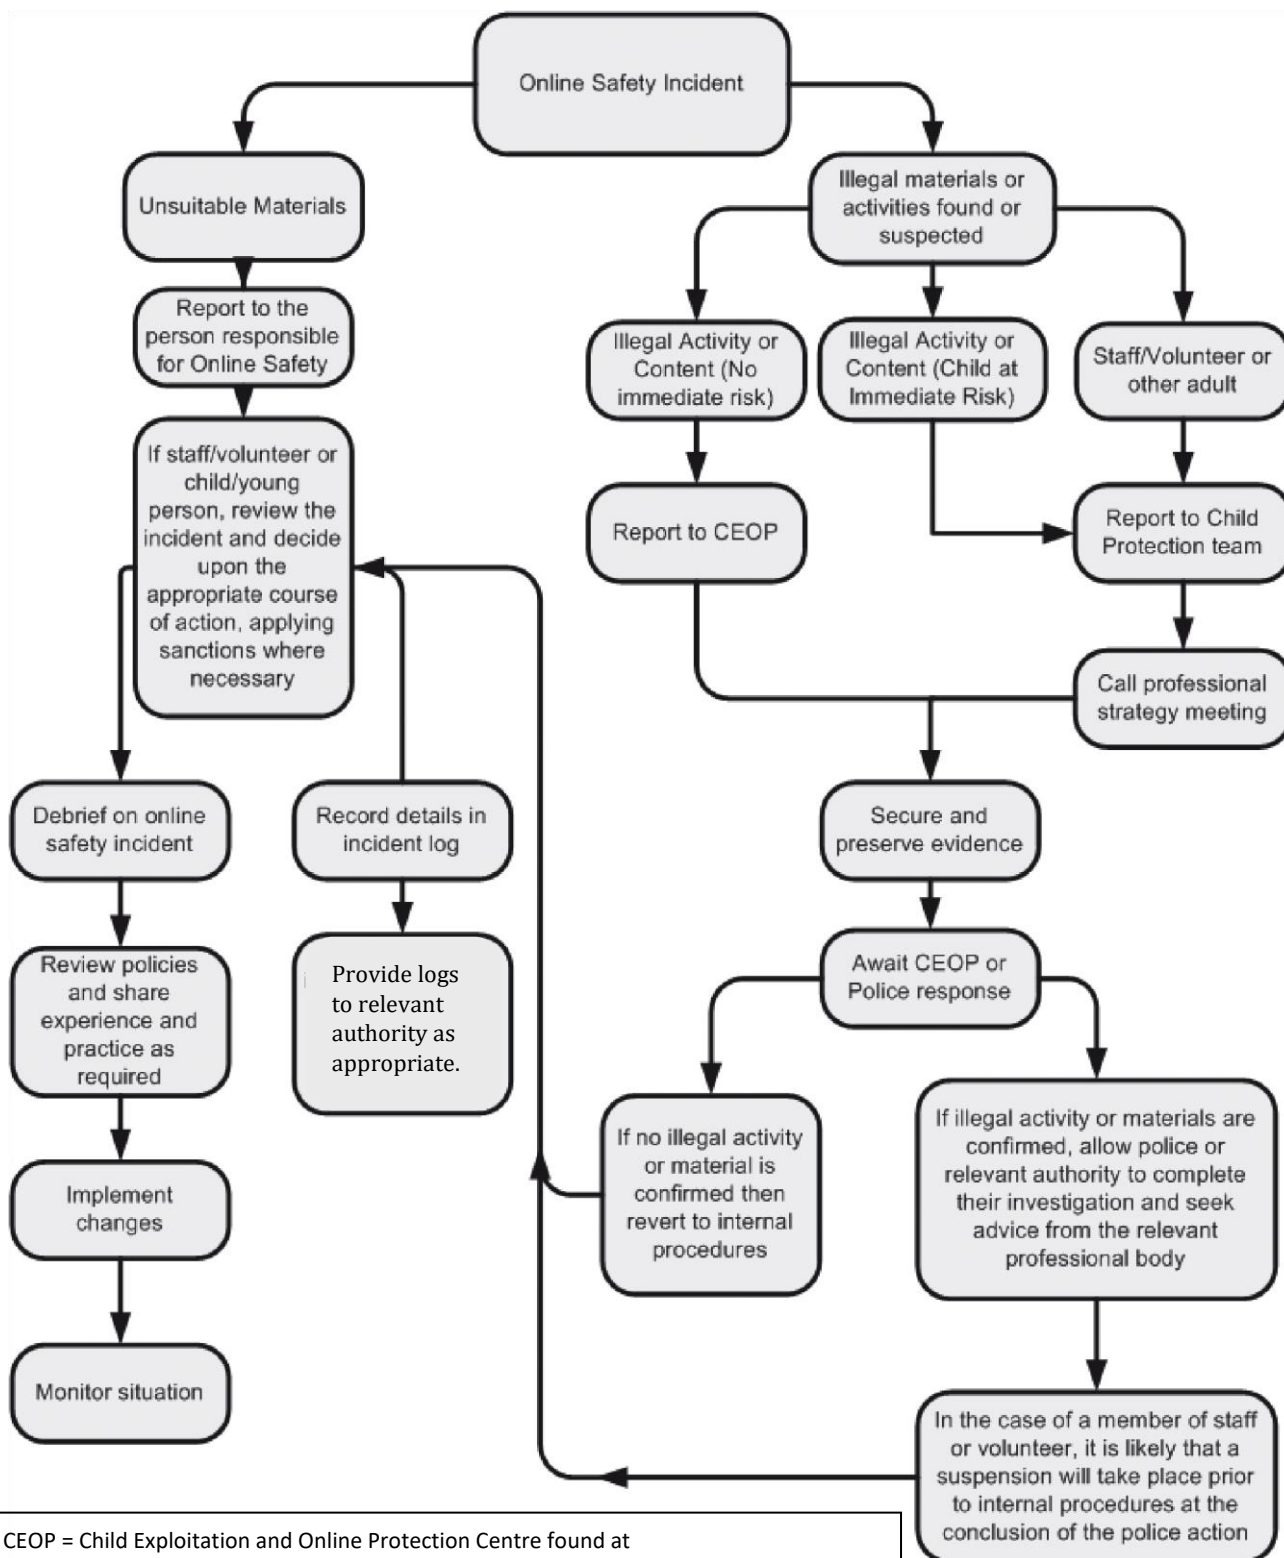 Online Safety Incident
Unsuitable Materials
Illegal materials or
activities found or
suspected
Report to the
person responsible
for Online Safety
Illegal Activity or
Content (No
immediate risk)
Illegal Activity or
Content (Child at
Immediate Risk)
Staff/Volunteer or
other adult
If staff/volunteer or
child/young
person, review the
incident and decide
upon the
appropriate course
of action, applying
sanctions where
necessary
Report to CEOP
Report to Child
Protection team
Call professional
strategy meeting
Debrief on online
safety incident
Record details in
incident log
Secure and
preserve evidence
Review policies
and share
experience and
practice as
required
Provide logs
to relevant
authority as
appropriate.
Await CEOP or
Police response
If no illegal activity
or material is
confirmed then
revert to internal
procedures
If illegal activity or materials are
confirmed, allow police or
relevant authority to complete
their investigation and seek
advice from the relevant
professional body
Implement
changes
Monitor situation
In the case of a member of staff
or volunteer, it is likely that a
suspension will take place prior
to internal procedures at the
conclusion of the police action
CEOP = Child Exploitation and Online Protection Centre found at